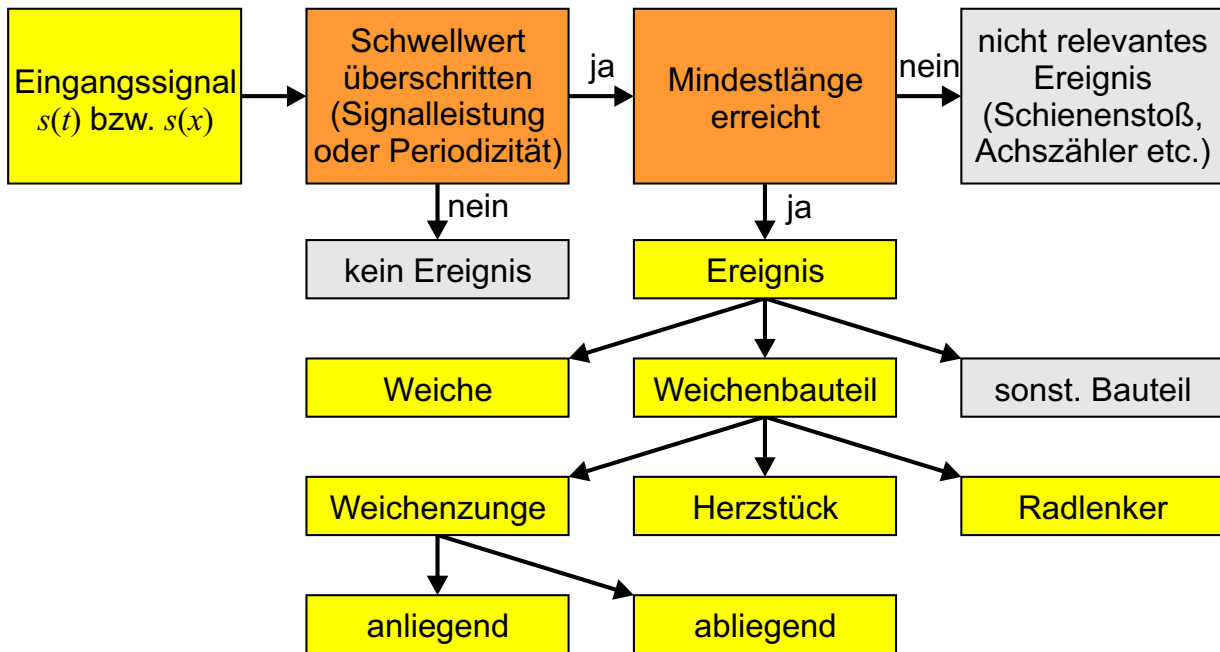 Eingangssignal
s(t) bzw. s(x)
Schwellwert
überschritten
(Signalleistung
oder Periodizität)
ja
Mindestlänge
erreicht
nein
nicht relevantes
Ereignis
(Schienenstoß,
Achszähler etc.)
nein
ja
kein Ereignis
Ereignis
Weiche
Weichenbauteil
sonst. Bauteil
Weichenzunge
Herzstück
Radlenker
anliegend
abliegend